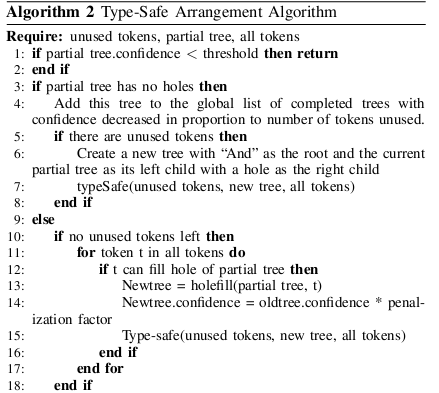 Algorithm 2 Type-Safe Arrangement Algorithm
Require: unused tokens, partial tree, all tokens
1: if partial tree.confidence < threshold then return
2: end if
3: if partial tree has no holes then
4: Add this tree to the global list of completed trees with
confidence decreased in proportion to number of tokens unused.
5: if there are unused tokens then
6: Create a new tree with “And” as the root and the current
partial tree as its left child with a hole as the right child
7: typeSafe(unused tokens, new tree, all tokens)
8: end if
9: else
10: if no unused tokens left then
11: for token t in all tokens do
12: if t can fill hole of partial tree then
13: Newtree = holefill(partial tree, t)
14: Newtree.confidence = oldtree.confidence * penal-
ization factor
15: Type-safe(unused tokens, new tree, all tokens)
16: end if
17: end for
18: end if